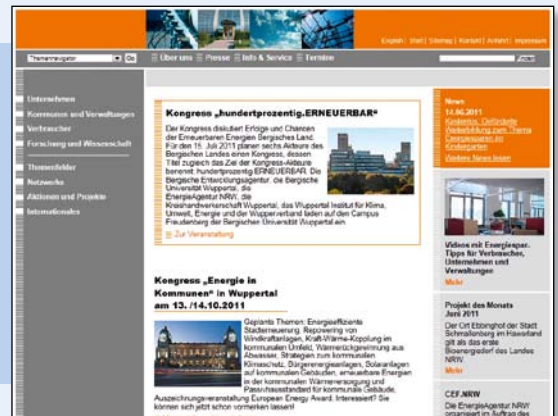 English | Start | Sitemap | Kontakt | Anfahrt | Impressum
Themennavigator Go Über uns Presse Info & Service Termine
Unternehmen
Kommunen und Verwaltungen
Verbraucher
Forschung und Wissenschaft
Themenfelder
Netzwerke
Aktionen und Projekte
Internationales
Kongress „hundertprozentig.ERNEUERBAR“
Der Kongress diskutiert Erfolge und Chancen
der Erneuerbaren Energien Bergisches Land.
Für den 15. Juli 2011 planen sechs Akteure des
Bergischen Landes einen Kongress, dessen
Titel zugleich das Ziel der Kongress-Akteure
benennt: hundertprozentig ERNEUERBAR. Die
Bergische Entwicklungsagentur, die Bergische
Universität Wuppertal, die
EnergieAgentur NRW, die
Kreishandwerkerschaft Wuppertal, das Wuppertal Institut für Klima,
Umwelt, Energie und der Wupperverband laden auf den Campus
Freudenberg der Bergischen Universität Wuppertal ein.
Zur Veranstaltung
Kongress „Energie in
Kommunen“ in Wuppertal
am 13. /14.10.2011
Geplante Themen: Energieeffiziente
Stadterneuerung, Repowering von
Windkraftanlagen, Kraft-Wärme-Kopplung im
kommunalen Umfeld, Wärmerückgewinnung aus
Abwasser, Strategien zum kommunalen
Klimaschutz, Bürgerenergieanlagen, Solaranlagen
auf kommunalen Gebäuden, erneuerbare Energien
in der kommunalen Wärmeversorgung und
Passivhausstandard für kommunale Gebäude,
Auszeichnungsveranstaltung European Energy Award. Interessiert? Sie
können sich jetzt schon vormerken lassen!
News
14.06.2011
Kostenlos: Geförderte
Weiterbildung zum Thema
Energiesparen im
Kindergarten
Weitere News lesen
Videos mit Energiespar-
Tipps für Verbraucher,
Unternehmen und
Verwaltungen
Mehr
Projekt des Monats
Juni 2011
Der Ort Ebbinghof der Stadt
Schmallenberg im Hawerland
gilt als das erste
Bioenergiedorf des Landes
NRW.
Mehr
CEF.NRW
Die EnergieAgentur NRW
organisiert im Auftrag des